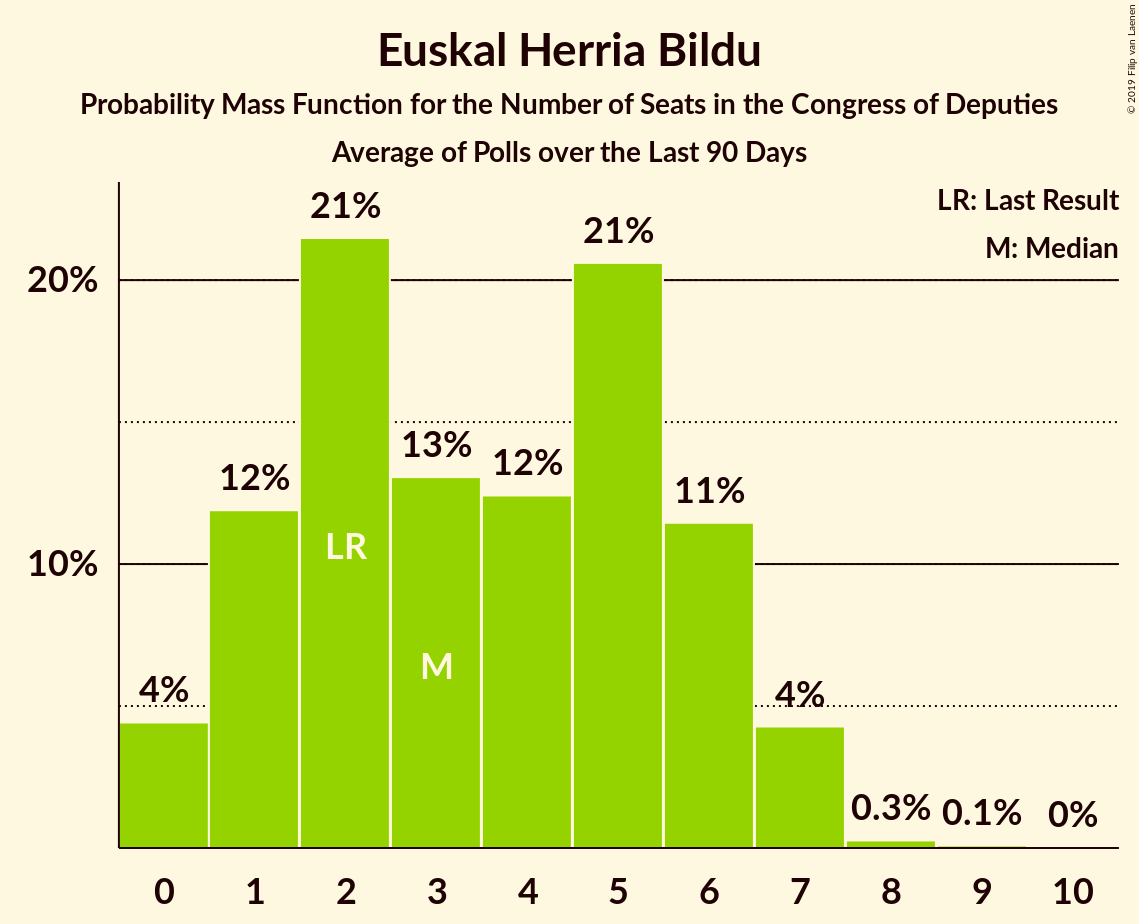 Euskal Herria Bildu
Probability Mass Function for the Number of Seats in the Congress of Deputies
Average of Polls over the Last 90 Days
© 2019 Filip van Laenen
LR: Last Result
M: Median
20%
10%
4%
12%
21%
13%
12%
21%
11%
4%
0.3%
0.1%
0%
LR
M
0 1 2 3 4 5 6 7 8 9 10